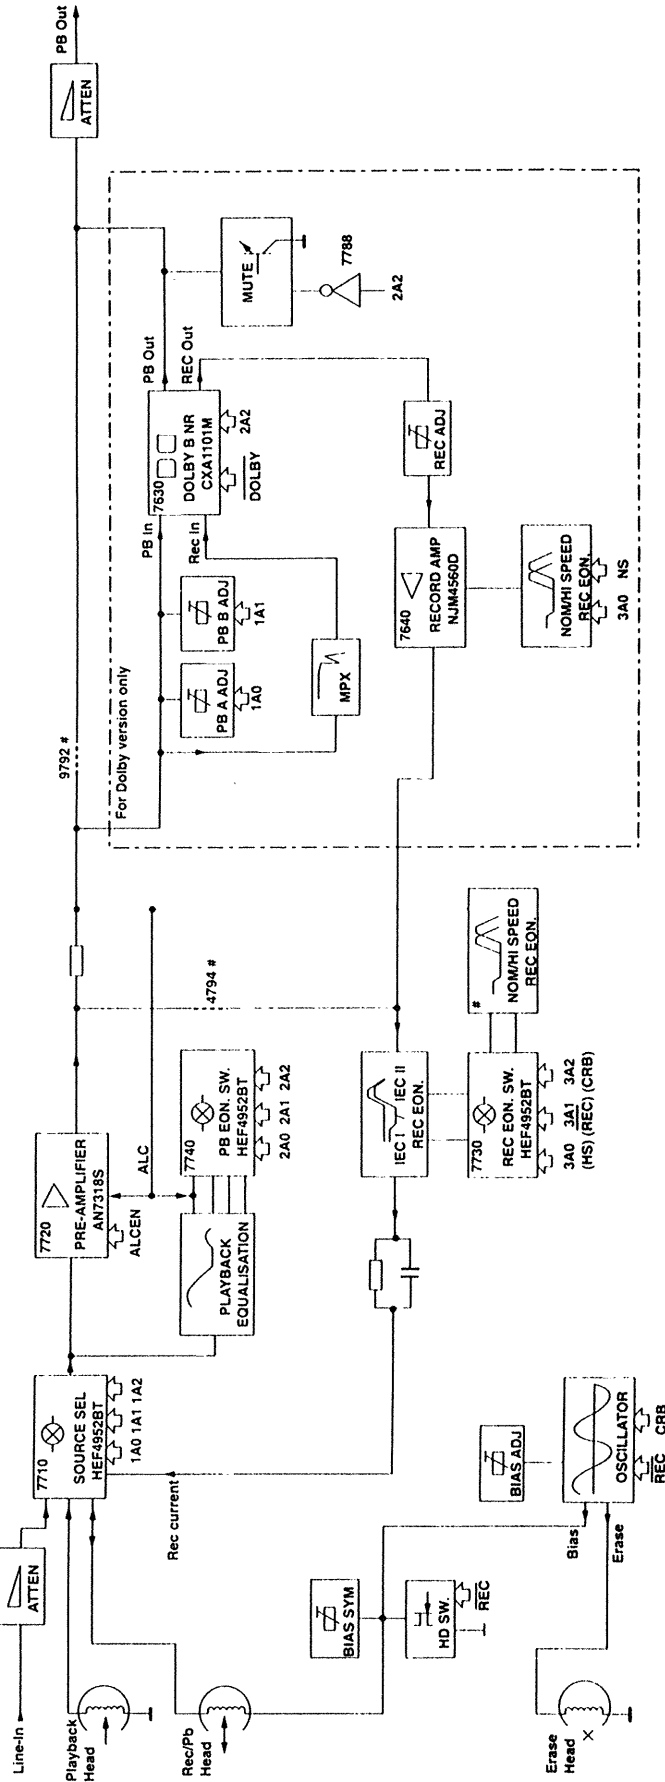 Line-In
ATTEN
Playback
Head
Rec/Pb
Head
Erase
Head
7710
SOURCE SEL
HEF4952BT
1A0 1A1 1A2
Rec current
BIAS SYM
HD SW.
REC
Bias
Erase
BIAS ADJ
OSCILLATOR
REC
CRB
7720
PRE-AMPLIFIER
AN7318S
ALCEN
ALC
PLAYBACK
EQUALISATION
7740
PB EON. SW.
HEF4952BT
2A0 2A1 2A2
4794 #
IEC I
IEC II
REC EON.
7730
REC EON. SW.
HEF4952BT
3A0 3A1 3A2
(HS) (REC) (CRB)
#
NOM/HI SPEED
REC EON.
9792 #
For Dolby version only
PB A ADJ
1A0
PB B ADJ
1A1
MPX
PB In
Rec In
7630
DOLBY B NR
CXA1101M
DOLBY
2A2
PB Out
REC Out
MUTE
7788
2A2
REC ADJ
7640
RECORD AMP
NJM4560D
NOM/HI SPEED
REC EON.
3A0 NS
ATTEN
PB Out